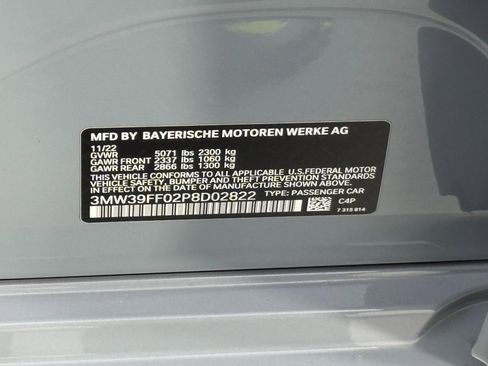 MFD BY BAYERISCHE MOTOREN WERKE AG
11/22
GVWR 5071 lbs 2300 kg
GAWR FRONT 2337 lbs 1060 kg
GAWR REAR 2866 lbs 1300 kg
THIS VEHICLE CONFORMS TO ALL APPLICABLE U.S.FEDERAL MOTOR
VEHICLE SAFETY, BUMPER AND THEFT PREVENTION
STANDARDS IN EFFECT ON THE DATE OF MANUFACTURE SHOWN ABOVE.
3MW39FF02P8D02822 TYPE: PASSENGER CAR
C4P
7 315 814